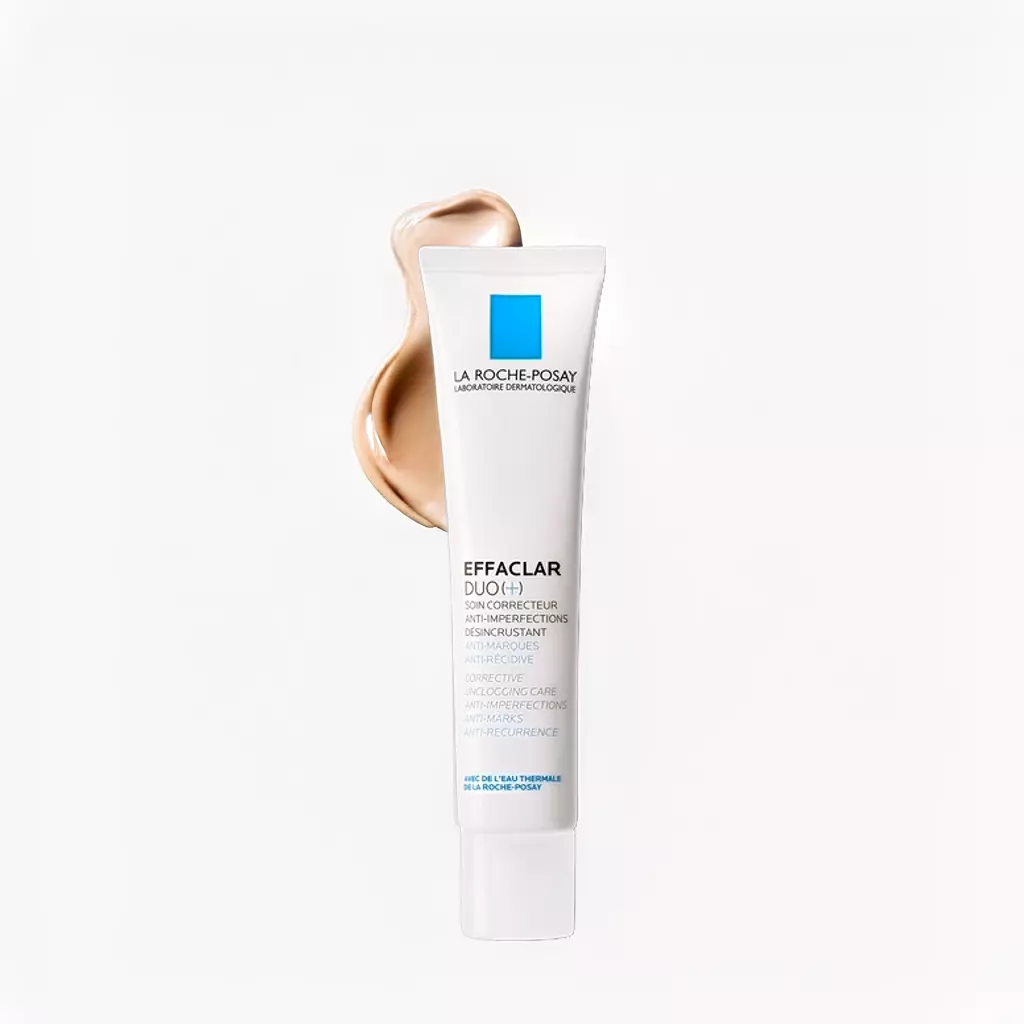 LA ROCHE-POSAY
LABORATOIRE DERMATOLOGIQUE
EFFACLAR
DUO(+)
SOIN CORRECTEUR
ANTI-IMPERFECTIONS
DÉSINCRUSTANT
ANTI-MARQUES
ANTI-RÉCIDIVE
CORRECTIVE
UNCLOGGING CARE
ANTI-IMPERFECTIONS
ANTI-MARKS
ANTI-RECURRENCE
AVEC DE L'EAU THERMALE
DE LA ROCHE-POSAY